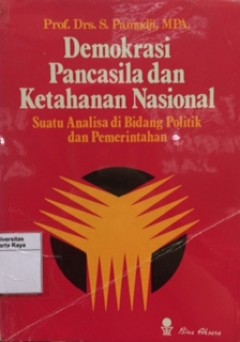 Prof. Drs. S. Pamudji, MPA.
Demokrasi
Pancasila dan
Ketahanan Nasional
Suatu Analisa di Bidang Politik
dan Pemerintahan
Bina Aksara